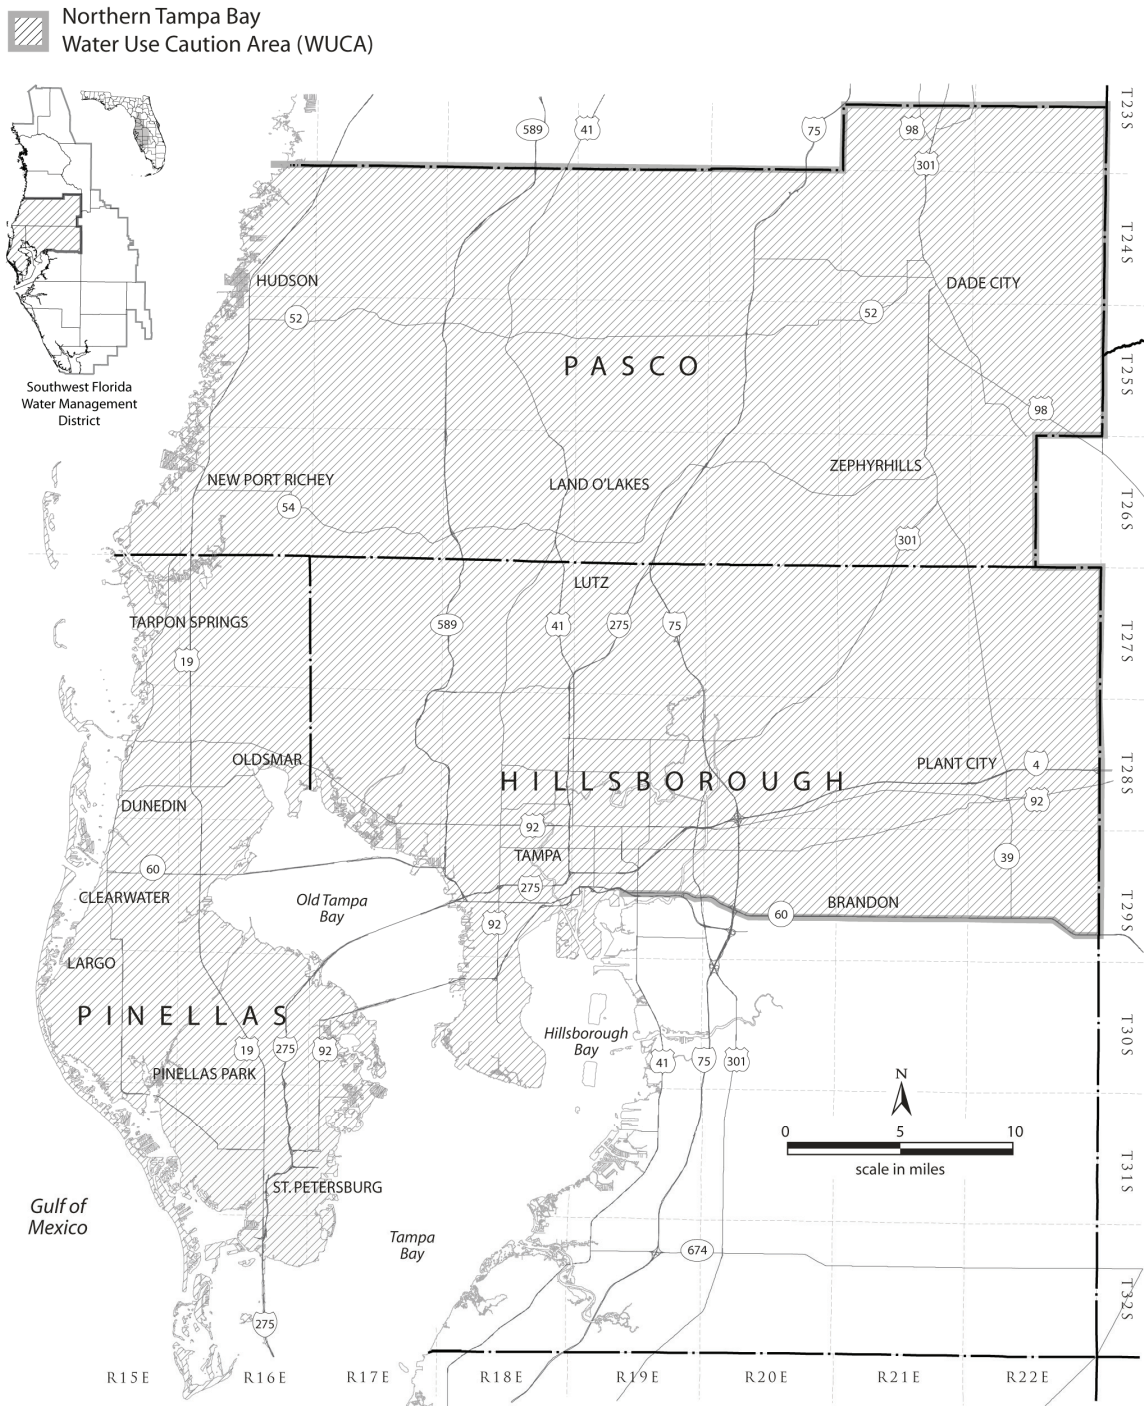 Northern Tampa Bay
Water Use Caution Area (WUCA)
Southwest Florida
Water Management
District
589
41
75
98
301
T23S
T24S
HUDSON
DADE CITY
52
52
PASCO
T25S
98
NEW PORT RICHEY
LAND O'LAKES
ZEPHYRHILLS
54
301
T26S
LUTZ
TARPON SPRINGS
589
41
275
75
19
T27S
OLDSMAR
HILLSBOROUGH
PLANT CITY
4
T28S
DUNEDIN
92
92
TAMPA
39
60
CLEARWATER
275
Old Tampa
Bay
BRANDON
60
92
T29S
LARGO
PINELLAS
Hillsborough
Bay
T30S
19
275
92
41
75
301
PINELLAS PARK
N
0
5
10
scale in miles
T31S
ST. PETERSBURG
Gulf of
Mexico
Tampa
Bay
674
T32S
275
R15E
R16E
R17E
R18E
R19E
R20E
R21E
R22E